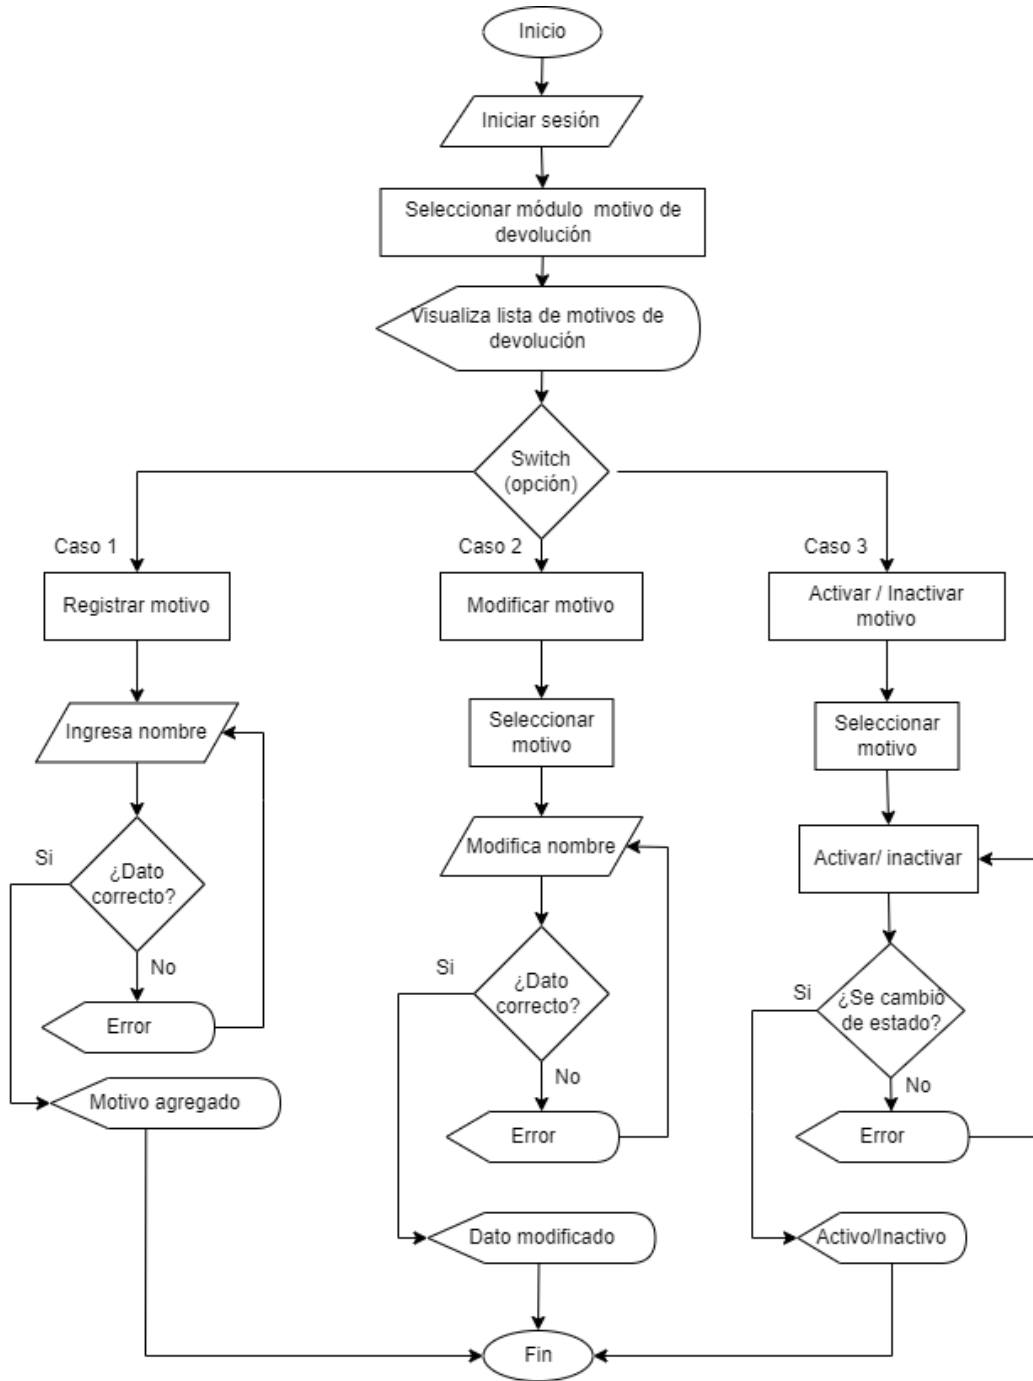 Inicio
Iniciar sesión
Seleccionar módulo motivo de
devolución
Visualiza lista de motivos de
devolución
Switch
(opción)
Caso 1
Caso 2
Caso 3
Registrar motivo
Modificar motivo
Activar / Inactivar
motivo
Ingresa nombre
Seleccionar
motivo
Seleccionar
motivo
Modifica nombre
Activar/ inactivar
Si
¿Dato
correcto?
No
Error
Si
¿Dato
correcto?
No
Error
Si
¿Se cambió
de estado?
No
Error
Motivo agregado
Dato modificado
Activo/Inactivo
Fin